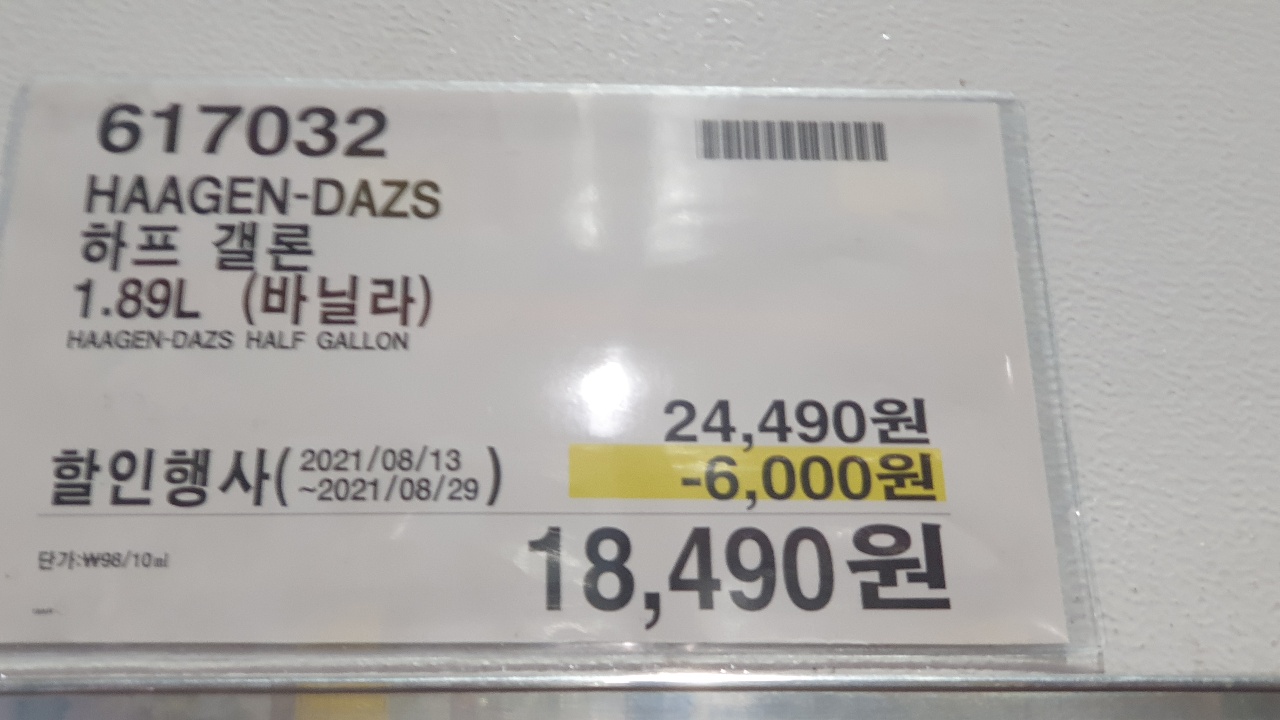 617032
HAAGEN-DAZS
하프 갤론
1.89L (바닐라)
HAAGEN-DAZS HALF GALLON
24,490원
할인행사( 2021/08/13 ~2021/08/29 ) -6,000원
단가:₩98/10㎖ 18,490원